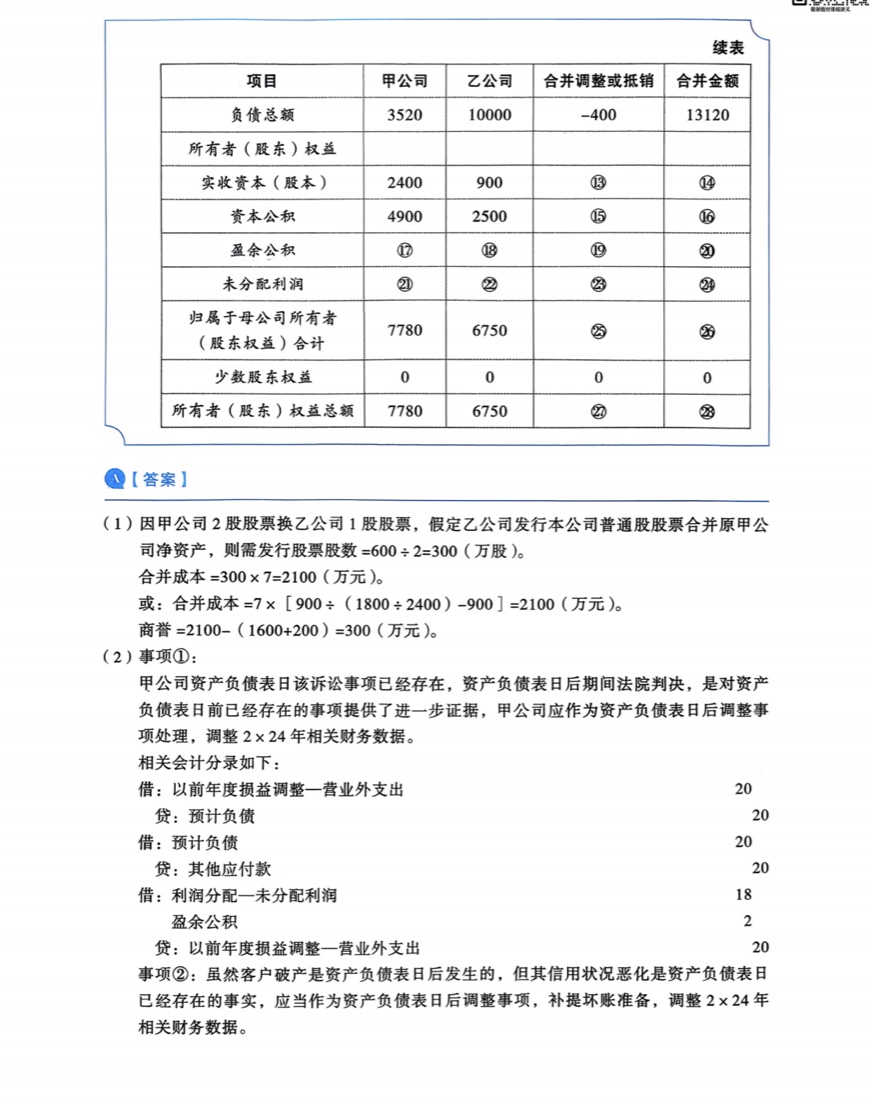 续表
项目 甲公司 乙公司 合并调整或抵销 合并金额
负债总额 3520 10000 -400 13120
所有者（股东）权益
实收资本（股本） 2400 900 ⑬ ⑭
资本公积 4900 2500 ⑮ ⑯
盈余公积 ⑰ ⑱ ⑲ ⑳
未分配利润 ㉑ ㉒ ㉓ ㉔
归属于母公司所有者
（股东权益）合计 7780 6750 ㉕ ㉖
少数股东权益 0 0 0 0
所有者（股东）权益总额 7780 6750 ㉗ ㉘
【答案】
（1）因甲公司 2 股股票换乙公司 1 股股票，假定乙公司发行本公司普通股股票合并原甲公
司净资产，则需发行股票股数 =600÷2=300（万股）。
合并成本 =300×7=2100（万元）。
或：合并成本 =7×［900÷（1800÷2400）-900］=2100（万元）。
商誉 =2100-（1600+200）=300（万元）。
（2）事项①：
甲公司资产负债表日该诉讼事项已经存在，资产负债表日后期间法院判决，是对资产
负债表日前已经存在的事项提供了进一步证据，甲公司应作为资产负债表日后调整事
项处理，调整 2×24 年相关财务数据。
相关会计分录如下：
借：以前年度损益调整—营业外支出 20
贷：预计负债 20
借：预计负债 20
贷：其他应付款 20
借：利润分配—未分配利润 18
盈余公积 2
贷：以前年度损益调整—营业外支出 20
事项②：虽然客户破产是资产负债表日后发生的，但其信用状况恶化是资产负债表日
已经存在的事实，应当作为资产负债表日后调整事项，补提坏账准备，调整 2×24 年
相关财务数据。